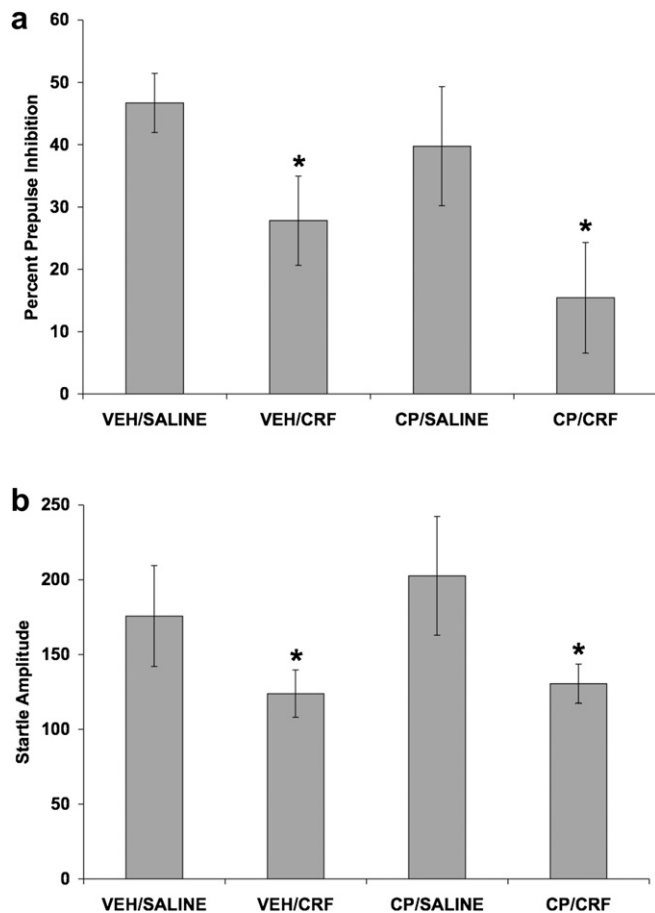 a
60
50
40
30
20
10
0
Percent Prepulse Inhibition
*
*
VEH/SALINE VEH/CRF CP/SALINE CP/CRF
b
250
200
150
100
50
0
Startle Amplitude
*
*
VEH/SALINE VEH/CRF CP/SALINE CP/CRF